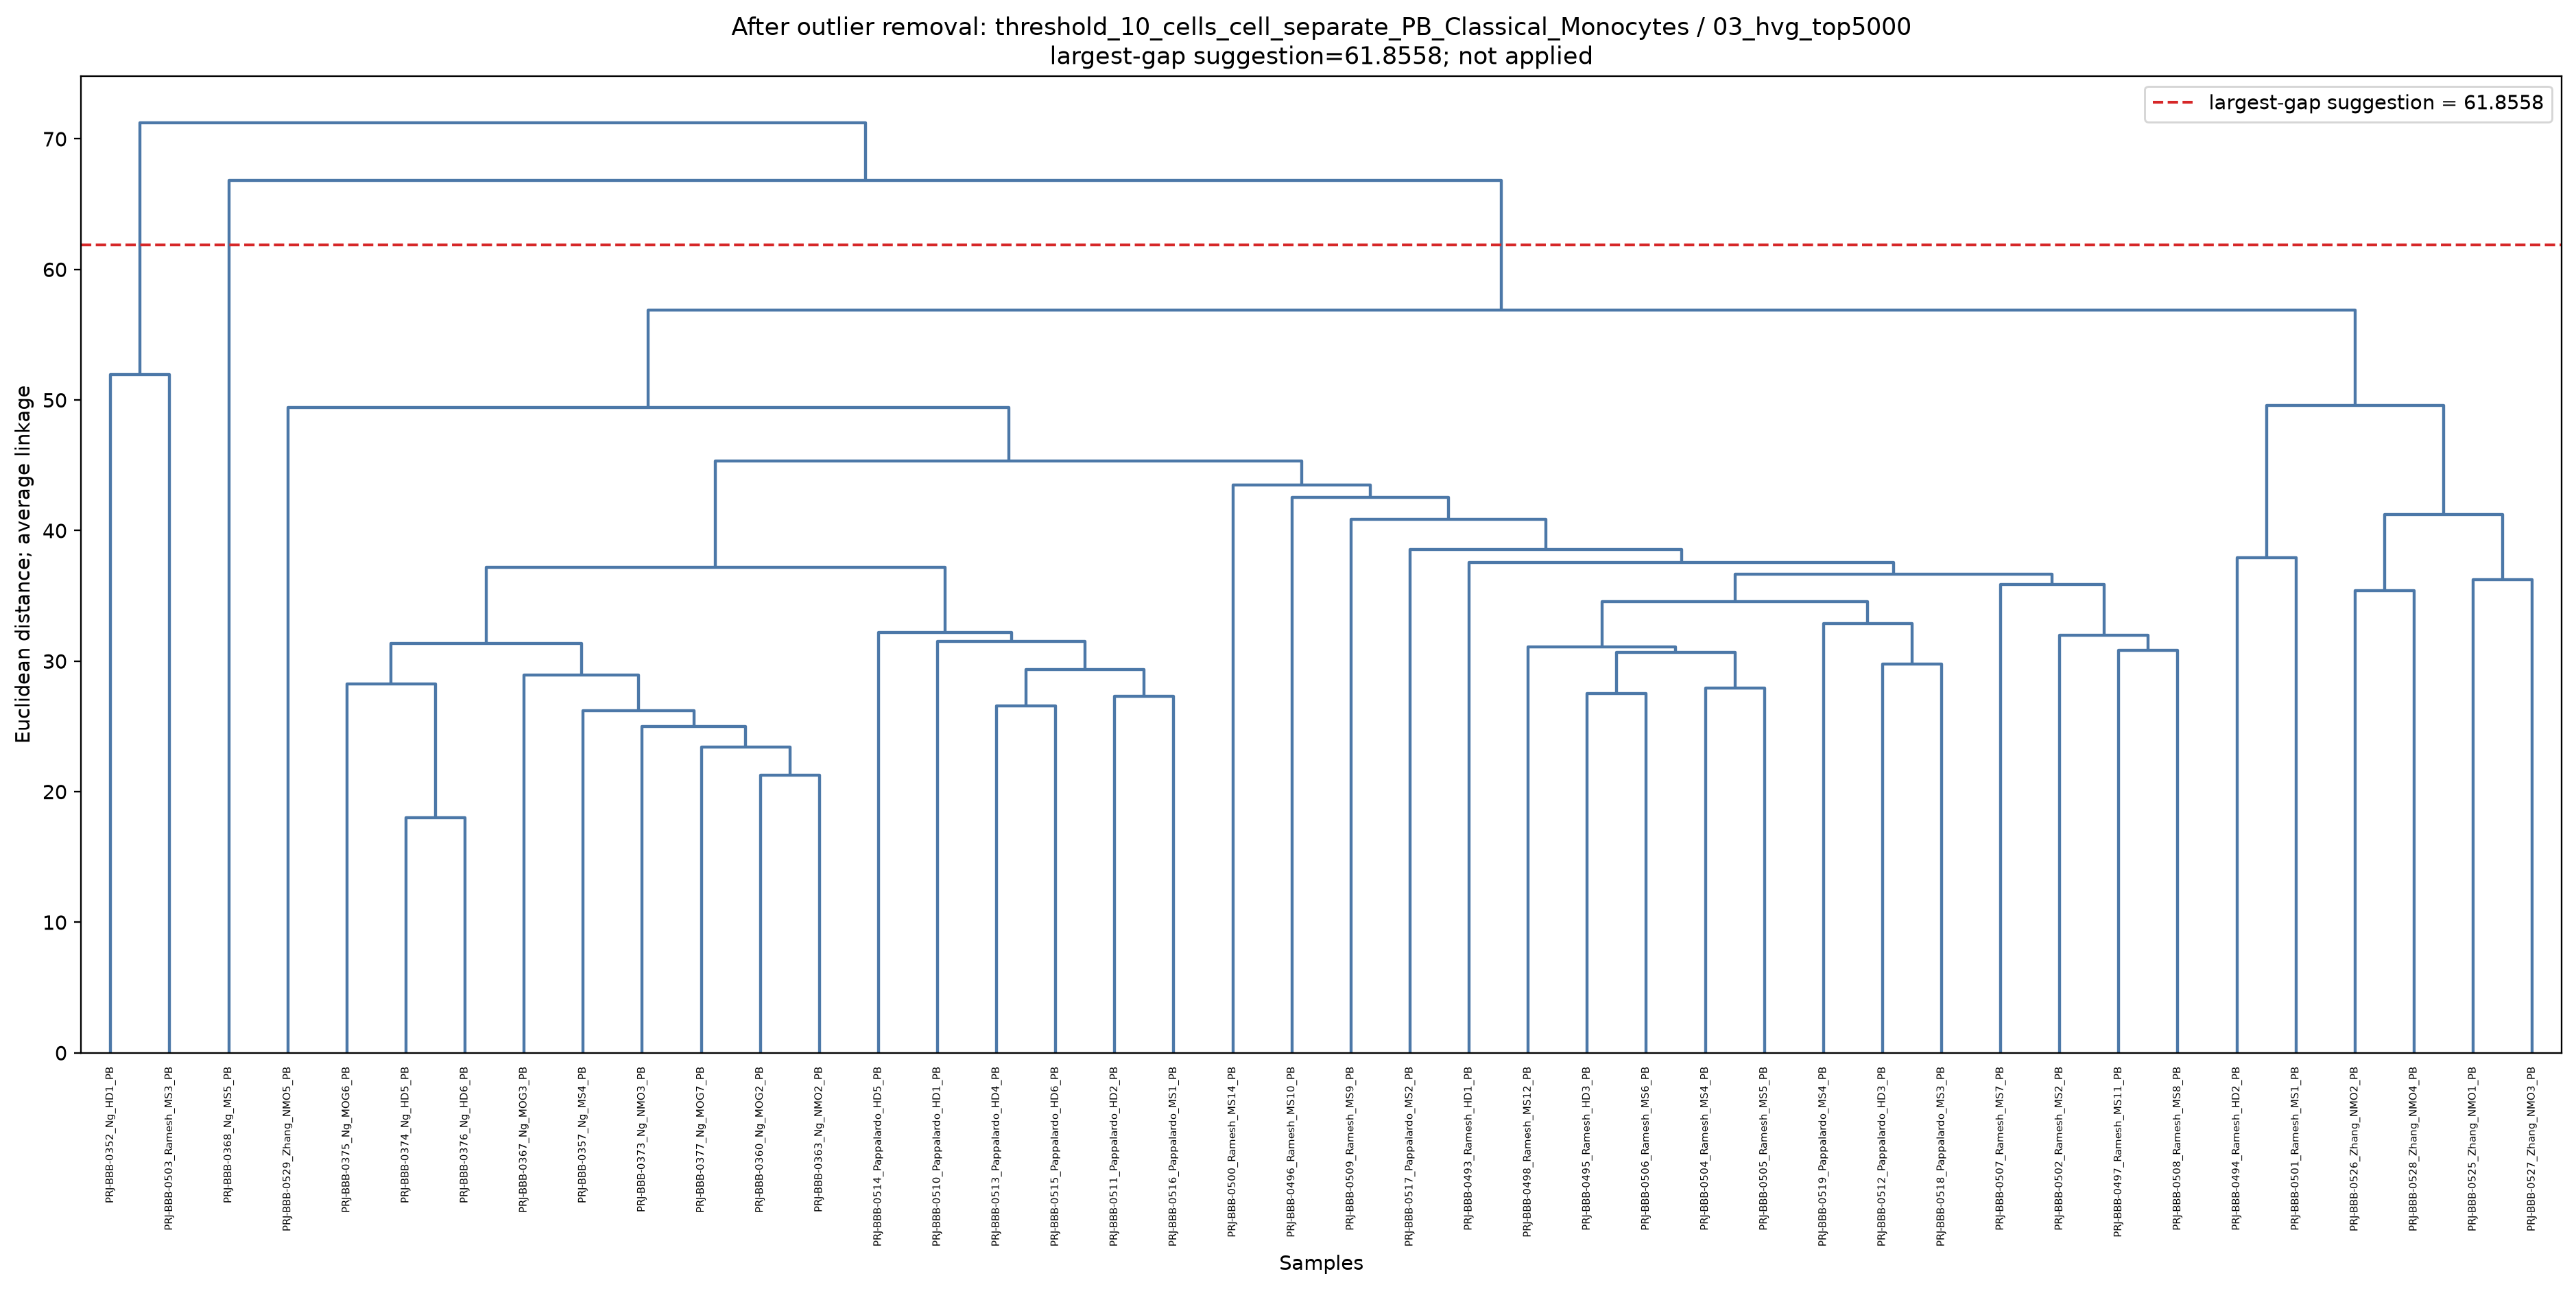 After outlier removal: threshold_10_cells_cell_separate_PB_Classical_Monocytes / 03_hvg_top5000
largest-gap suggestion=61.8558; not applied
largest-gap suggestion = 61.8558
Euclidean distance; average linkage
70
60
50
40
30
20
10
0
PRJ-BBB-0352_Ng_HD1_PB
PRJ-BBB-0503_Ramesh_MS3_PB
PRJ-BBB-0368_Ng_MS5_PB
PRJ-BBB-0529_Zhang_NMO5_PB
PRJ-BBB-0375_Ng_MOG6_PB
PRJ-BBB-0374_Ng_HD5_PB
PRJ-BBB-0376_Ng_HD6_PB
PRJ-BBB-0367_Ng_MOG3_PB
PRJ-BBB-0357_Ng_MS4_PB
PRJ-BBB-0373_Ng_NMO3_PB
PRJ-BBB-0377_Ng_MOG7_PB
PRJ-BBB-0360_Ng_MOG2_PB
PRJ-BBB-0363_Ng_NMO2_PB
PRJ-BBB-0514_Pappalardo_HD5_PB
PRJ-BBB-0510_Pappalardo_HD1_PB
PRJ-BBB-0513_Pappalardo_HD4_PB
PRJ-BBB-0515_Pappalardo_HD6_PB
PRJ-BBB-0511_Pappalardo_HD2_PB
PRJ-BBB-0516_Pappalardo_MS1_PB
PRJ-BBB-0500_Ramesh_MS14_PB
PRJ-BBB-0496_Ramesh_MS10_PB
PRJ-BBB-0509_Ramesh_MS9_PB
PRJ-BBB-0517_Pappalardo_MS2_PB
PRJ-BBB-0493_Ramesh_HD1_PB
PRJ-BBB-0498_Ramesh_MS12_PB
PRJ-BBB-0495_Ramesh_HD3_PB
PRJ-BBB-0506_Ramesh_MS6_PB
PRJ-BBB-0504_Ramesh_MS4_PB
PRJ-BBB-0505_Ramesh_MS5_PB
PRJ-BBB-0519_Pappalardo_MS4_PB
PRJ-BBB-0512_Pappalardo_HD3_PB
PRJ-BBB-0518_Pappalardo_MS3_PB
PRJ-BBB-0507_Ramesh_MS7_PB
PRJ-BBB-0502_Ramesh_MS2_PB
PRJ-BBB-0497_Ramesh_MS11_PB
PRJ-BBB-0508_Ramesh_MS8_PB
PRJ-BBB-0494_Ramesh_HD2_PB
PRJ-BBB-0501_Ramesh_MS1_PB
PRJ-BBB-0526_Zhang_NMO2_PB
PRJ-BBB-0528_Zhang_NMO4_PB
PRJ-BBB-0525_Zhang_NMO1_PB
PRJ-BBB-0527_Zhang_NMO3_PB
Samples